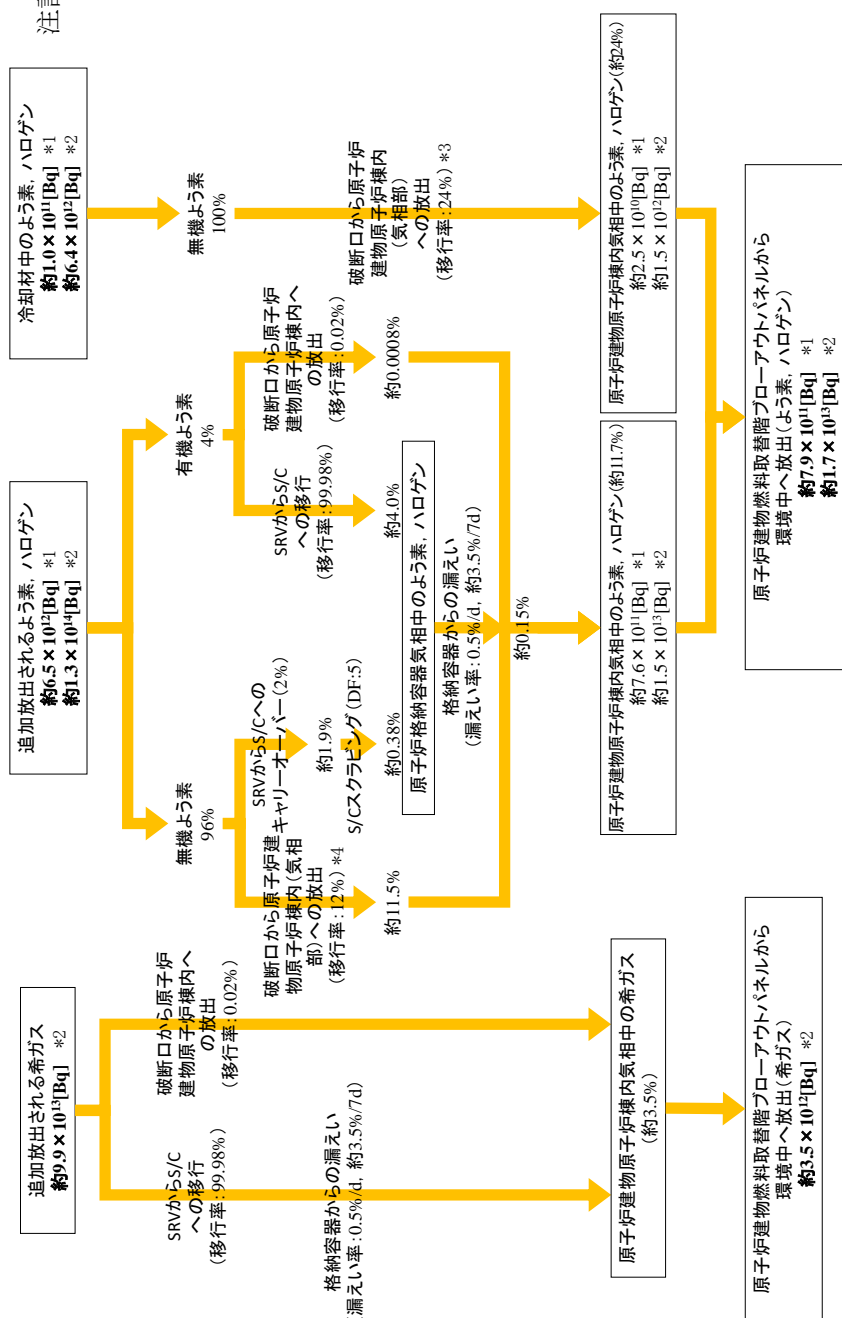 追加放出される希ガス
約9.9×10¹³[Bq] *2
SRVからS/C
への移行
(移行率:99.98%)
破断口から原子炉
建物原子炉棟内へ
の放出
(移行率:0.02%)
格納容器からの漏えい
漏えい率:0.5%/d, 約3.5%/7d)
原子炉建物原子炉棟内気相中の希ガス
(約3.5%)
原子炉建物燃料取替階ブローアウトパネルから
環境中へ放出(希ガス)
約3.5×10¹²[Bq] *2
追加放出されるよう素, ハロゲン
約6.5×10¹²[Bq] *1
約1.3×10¹⁴[Bq] *2
無機よう素
96%
有機よう素
4%
破断口から原子炉建
物原子炉棟内(気相
部)への放出
(移行率:12%) *4
約11.5%
SRVからS/Cへの
キャリーオーバー(2%)
約1.9%
S/Cスクラビング(DF:5)
約0.38%
SRVからS/C
への移行
(移行率:99.98%)
約4.0%
破断口から原子炉
建物原子炉棟内へ
の放出
(移行率:0.02%)
約0.0008%
原子炉格納容器気相中のよう素, ハロゲン
格納容器からの漏えい
(漏えい率:0.5%/d, 約3.5%/7d)
約0.15%
原子炉建物原子炉棟内気相中のよう素, ハロゲン(約11.7%)
約7.6×10¹¹[Bq] *1
約1.5×10¹³[Bq] *2
冷却材中のよう素, ハロゲン
約1.0×10¹¹[Bq] *1
約6.4×10¹²[Bq] *2
無機よう素
100%
破断口から原子炉
建物原子炉棟内
(気相部)
への放出
(移行率:24%) *3
原子炉建物原子炉棟内気相中のよう素, ハロゲン(約24%)
約2.5×10¹⁰[Bq] *1
約1.5×10¹²[Bq] *2
原子炉建物燃料取替階ブローアウトパネルから
環境中へ放出(よう素, ハロゲン)
約7.9×10¹¹[Bq] *1
約1.7×10¹³[Bq] *2
注